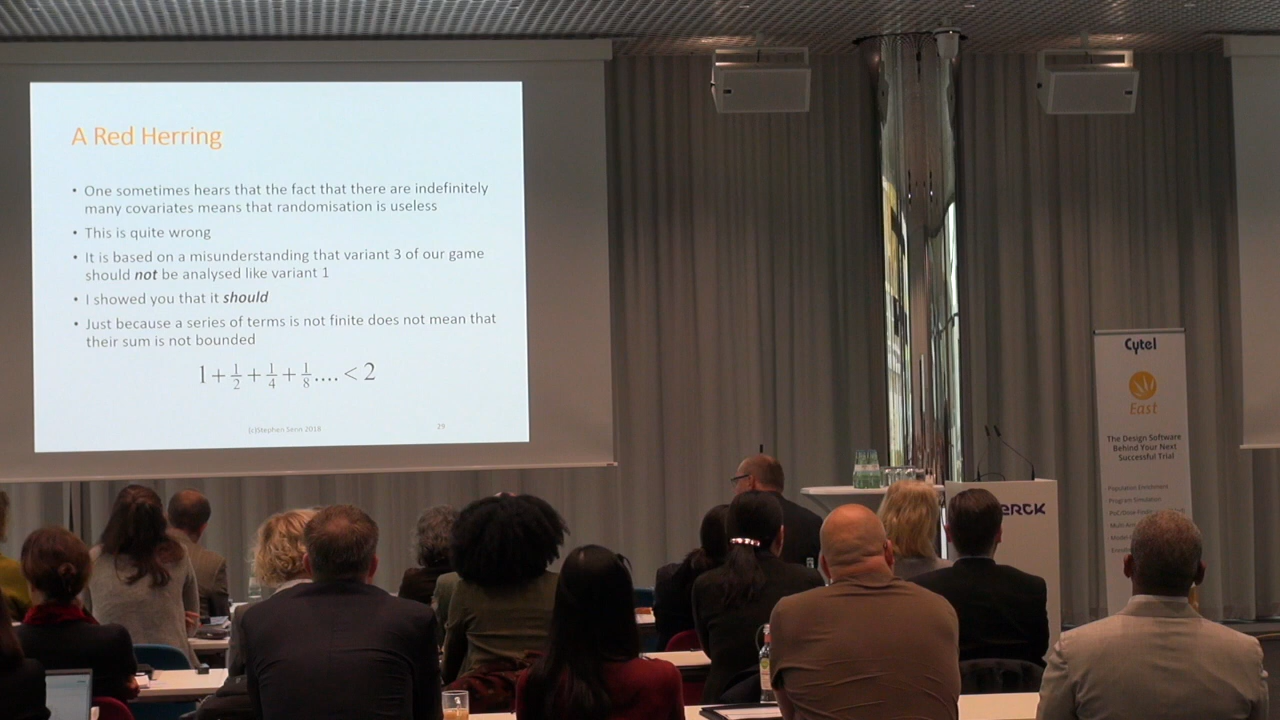 A Red Herring
• One sometimes hears that the fact that there are indefinitely
many covariates means that randomisation is useless
• This is quite wrong
• It is based on a misunderstanding that variant 3 of our game
should not be analysed like variant 1
• I showed you that it should
• Just because a series of terms is not finite does not mean that
their sum is not bounded
1 + 1/2 + 1/4 + 1/8 .... < 2
(c)Stephen Senn 2018
29
Cytel
East
The Design Software
Behind Your Next
Successful Trial
Population Enrichment
Program Simulation
ERCK